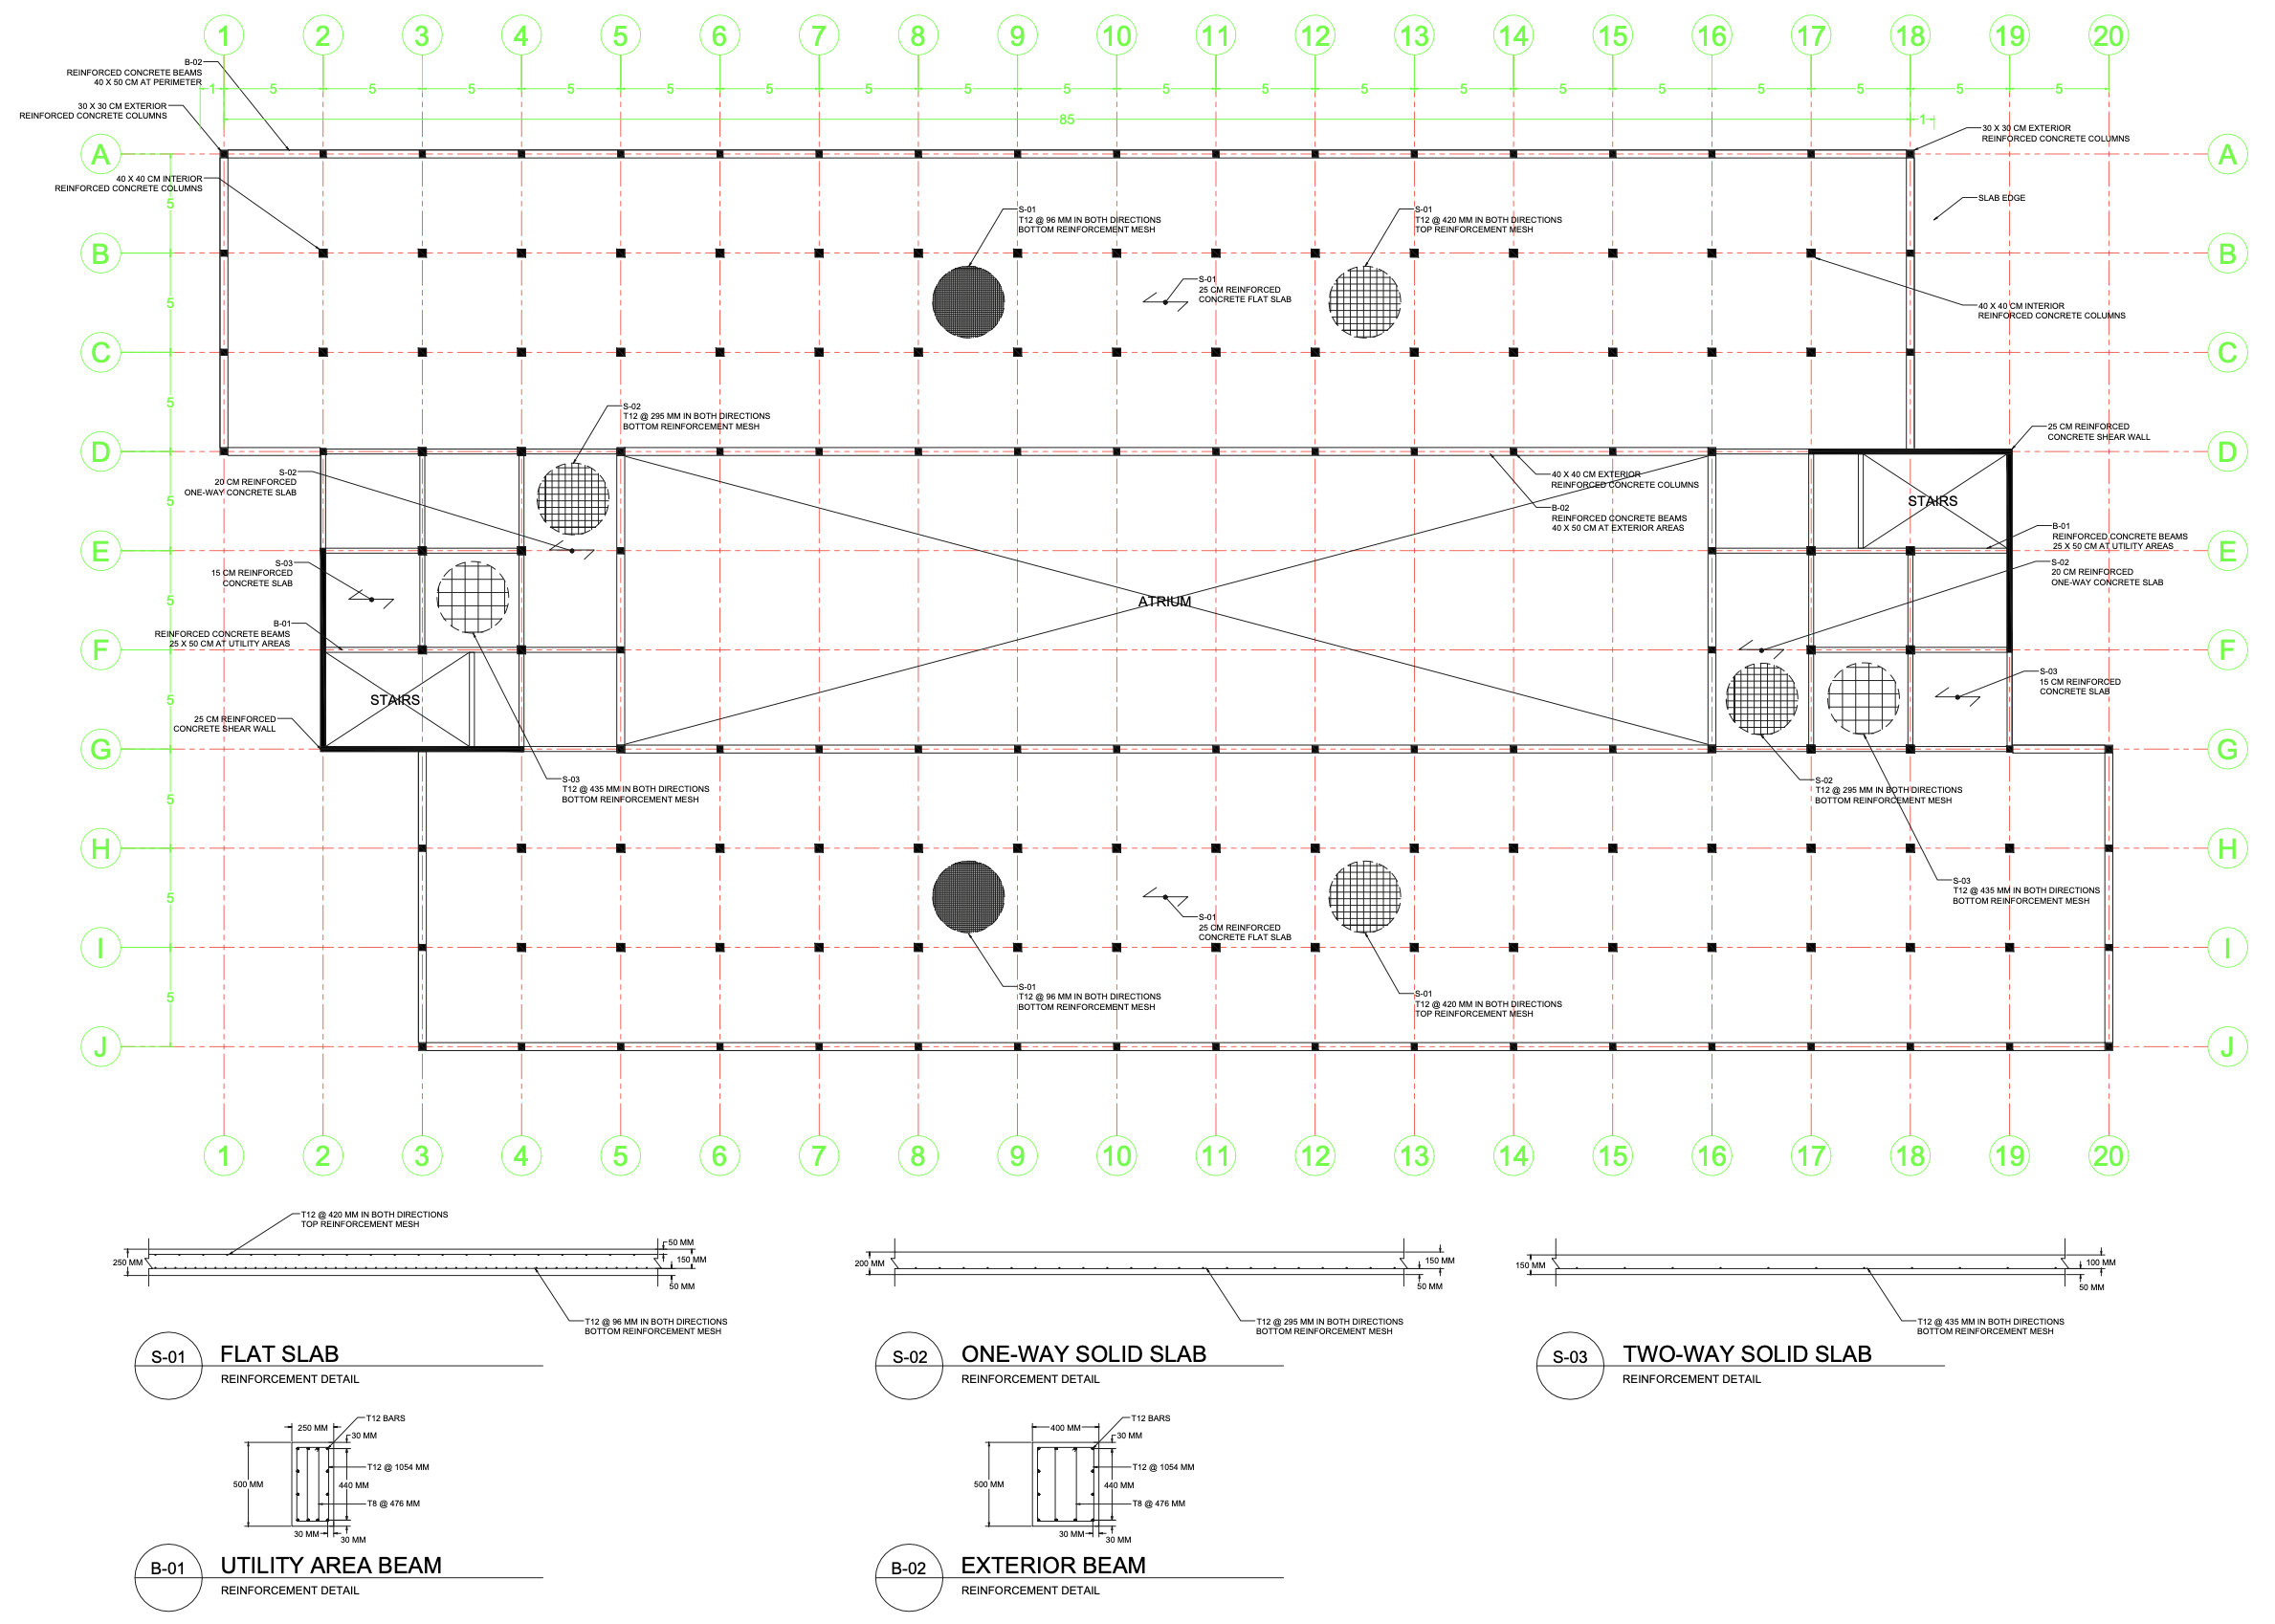 1 2 3 4 5 6 7 8 9 10 11 12 13 14 15 16 17 18 19 20
B-02
REINFORCED CONCRETE BEAMS
40 X 50 CM AT PERIMETER
1 5 5 5 5 5 5 5 5 5 5 5 5 5 5 5 5 5 5 5
30 X 30 CM EXTERIOR
REINFORCED CONCRETE COLUMNS
85 1
30 X 30 CM EXTERIOR
REINFORCED CONCRETE COLUMNS
A A
40 X 40 CM INTERIOR
REINFORCED CONCRETE COLUMNS
5
SLAB EDGE
S-01
T12 @ 96 MM IN BOTH DIRECTIONS
BOTTOM REINFORCEMENT MESH
S-01
T12 @ 420 MM IN BOTH DIRECTIONS
TOP REINFORCEMENT MESH
B B
S-01
25 CM REINFORCED
CONCRETE FLAT SLAB
5
40 X 40 CM INTERIOR
REINFORCED CONCRETE COLUMNS
C C
5
S-02
T12 @ 295 MM IN BOTH DIRECTIONS
BOTTOM REINFORCEMENT MESH
25 CM REINFORCED
CONCRETE SHEAR WALL
D D
S-02
20 CM REINFORCED
ONE-WAY CONCRETE SLAB
5
40 X 40 CM EXTERIOR
REINFORCED CONCRETE COLUMNS
STAIRS
B-02
REINFORCED CONCRETE BEAMS
40 X 50 CM AT EXTERIOR AREAS
B-01
REINFORCED CONCRETE BEAMS
25 X 50 CM AT UTILITY AREAS
E E
S-03
15 CM REINFORCED
CONCRETE SLAB
S-02
20 CM REINFORCED
ONE-WAY CONCRETE SLAB
5
ATRIUM
B-01
REINFORCED CONCRETE BEAMS
25 X 50 CM AT UTILITY AREAS
F F
S-03
15 CM REINFORCED
CONCRETE SLAB
5
STAIRS
25 CM REINFORCED
CONCRETE SHEAR WALL
G G
S-03
T12 @ 435 MM IN BOTH DIRECTIONS
BOTTOM REINFORCEMENT MESH
S-02
T12 @ 295 MM IN BOTH DIRECTIONS
BOTTOM REINFORCEMENT MESH
5
H H
S-03
T12 @ 435 MM IN BOTH DIRECTIONS
BOTTOM REINFORCEMENT MESH
5
S-01
25 CM REINFORCED
CONCRETE FLAT SLAB
I I
S-01
T12 @ 96 MM IN BOTH DIRECTIONS
BOTTOM REINFORCEMENT MESH
S-01
T12 @ 420 MM IN BOTH DIRECTIONS
TOP REINFORCEMENT MESH
5
J J
1 2 3 4 5 6 7 8 9 10 11 12 13 14 15 16 17 18 19 20
T12 @ 420 MM IN BOTH DIRECTIONS
TOP REINFORCEMENT MESH
50 MM
250 MM
150 MM
50 MM
T12 @ 96 MM IN BOTH DIRECTIONS
BOTTOM REINFORCEMENT MESH
S-01 FLAT SLAB
REINFORCEMENT DETAIL
200 MM
150 MM
50 MM
T12 @ 295 MM IN BOTH DIRECTIONS
BOTTOM REINFORCEMENT MESH
S-02 ONE-WAY SOLID SLAB
REINFORCEMENT DETAIL
150 MM
100 MM
50 MM
T12 @ 435 MM IN BOTH DIRECTIONS
BOTTOM REINFORCEMENT MESH
S-03 TWO-WAY SOLID SLAB
REINFORCEMENT DETAIL
T12 BARS
250 MM
30 MM
T12 @ 1054 MM
500 MM
440 MM
T8 @ 476 MM
30 MM
30 MM
B-01 UTILITY AREA BEAM
REINFORCEMENT DETAIL
T12 BARS
400 MM
30 MM
T12 @ 1054 MM
500 MM
440 MM
T8 @ 476 MM
30 MM
30 MM
B-02 EXTERIOR BEAM
REINFORCEMENT DETAIL